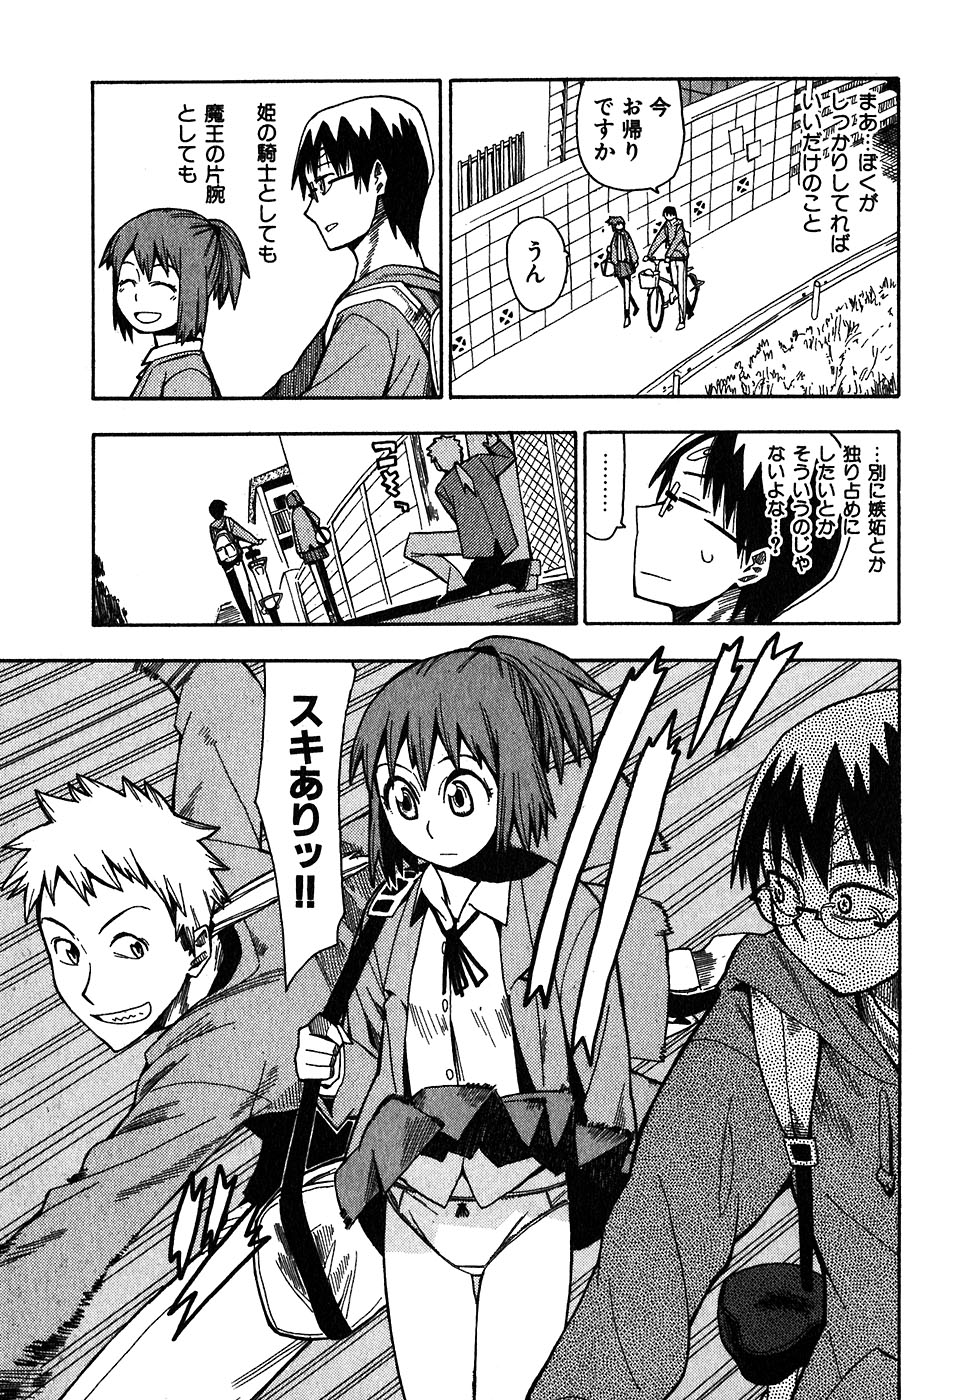 まあ…ぼくが
しっかりしてれば
いいだけのこと
今
お帰り
ですか
うん
姫の騎士としても
魔王の片腕
としても
…別に嫉妬とか
独り占めに
したいとか
そういうのじゃ
ないよな…?
………
スキありッ!!